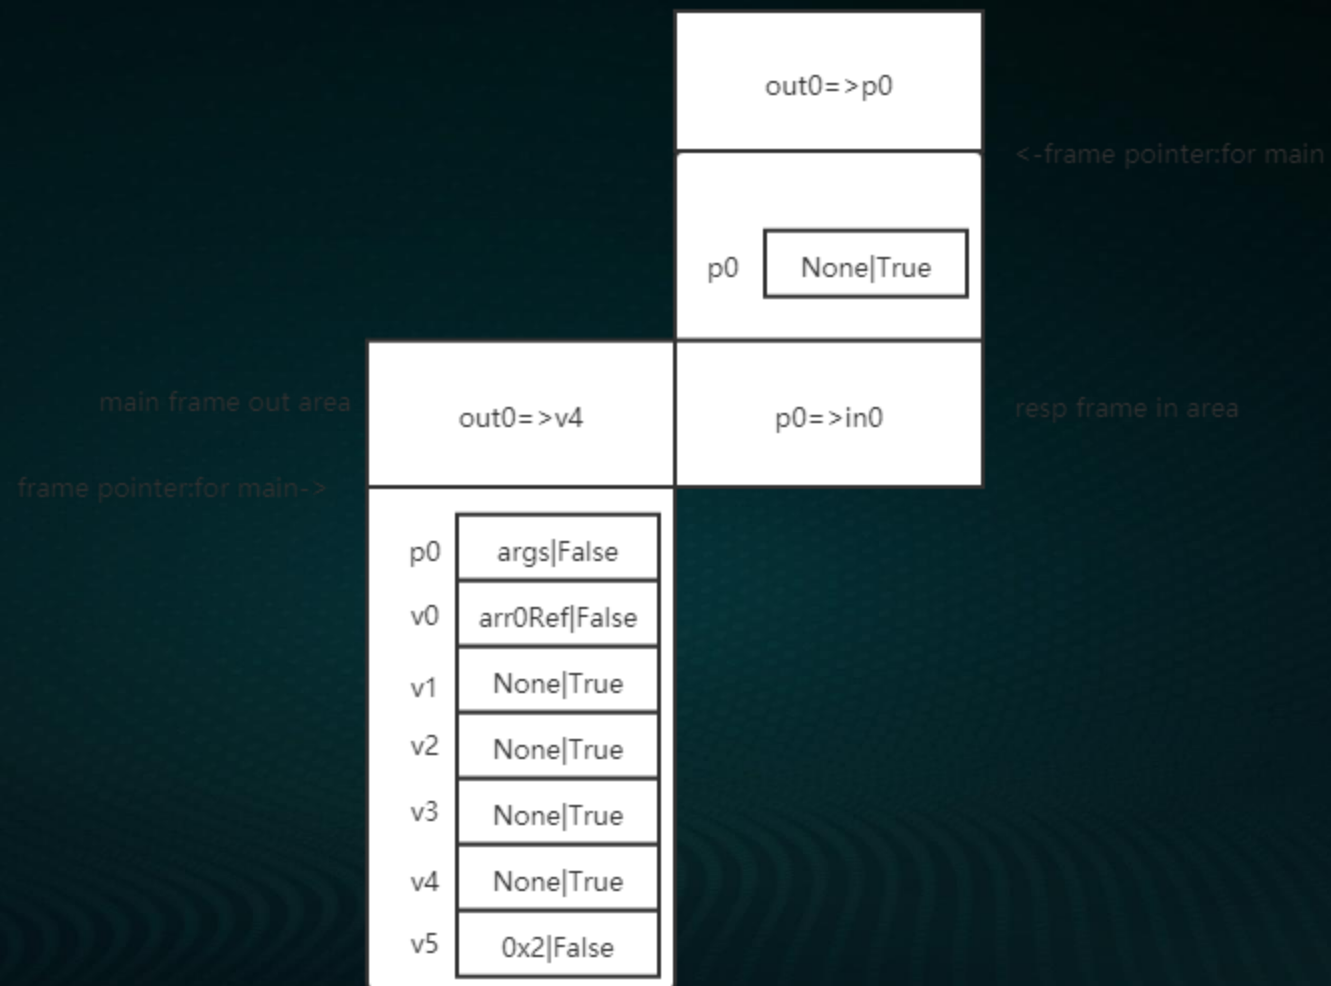 out0=>p0
<-frame pointer:for main
p0 None|True
main frame out area
out0=>v4
p0=>in0
resp frame in area
frame pointer:for main->
p0 args|False
v0 arr0Ref|False
v1 None|True
v2 None|True
v3 None|True
v4 None|True
v5 0x2|False